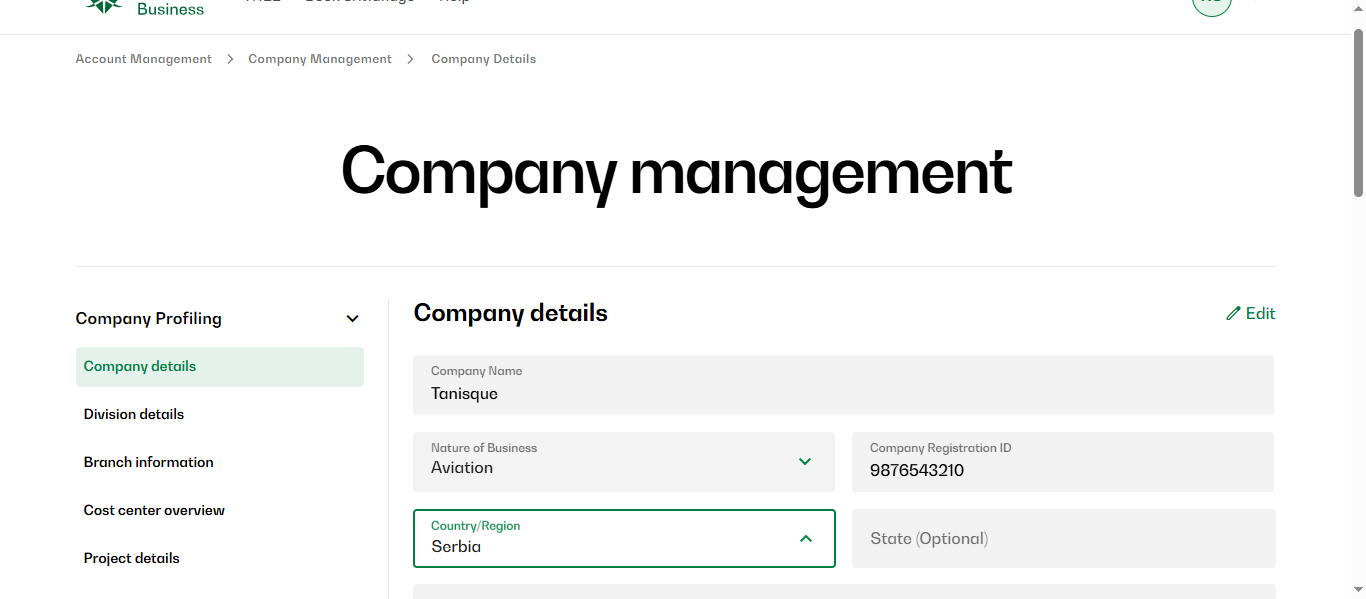 Business
Account Management > Company Management > Company Details
Company management
Company Profiling
Company details
Division details
Branch information
Cost center overview
Project details
Company details
Edit
Company Name
Tanisque
Nature of Business
Aviation
Company Registration ID
9876543210
Country/Region
Serbia
State (Optional)